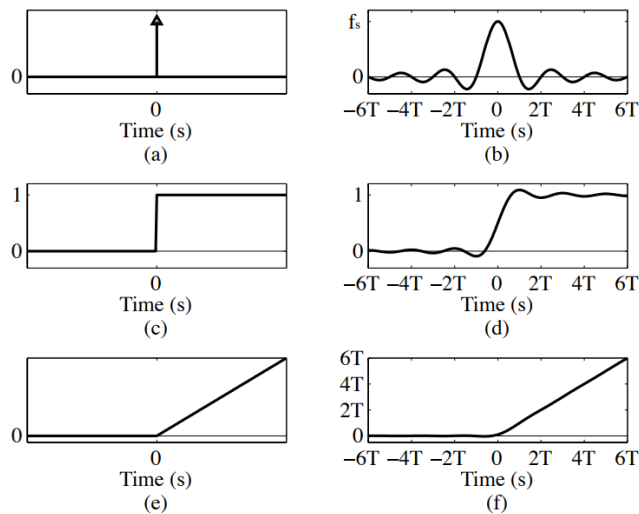 0
0
Time (s)
(a)
fₛ
0
−6T −4T −2T 0 2T 4T 6T
Time (s)
(b)
1
0
0
Time (s)
(c)
1
0
−6T −4T −2T 0 2T 4T 6T
Time (s)
(d)
0
0
Time (s)
(e)
6T
4T
2T
0
−6T −4T −2T 0 2T 4T 6T
Time (s)
(f)